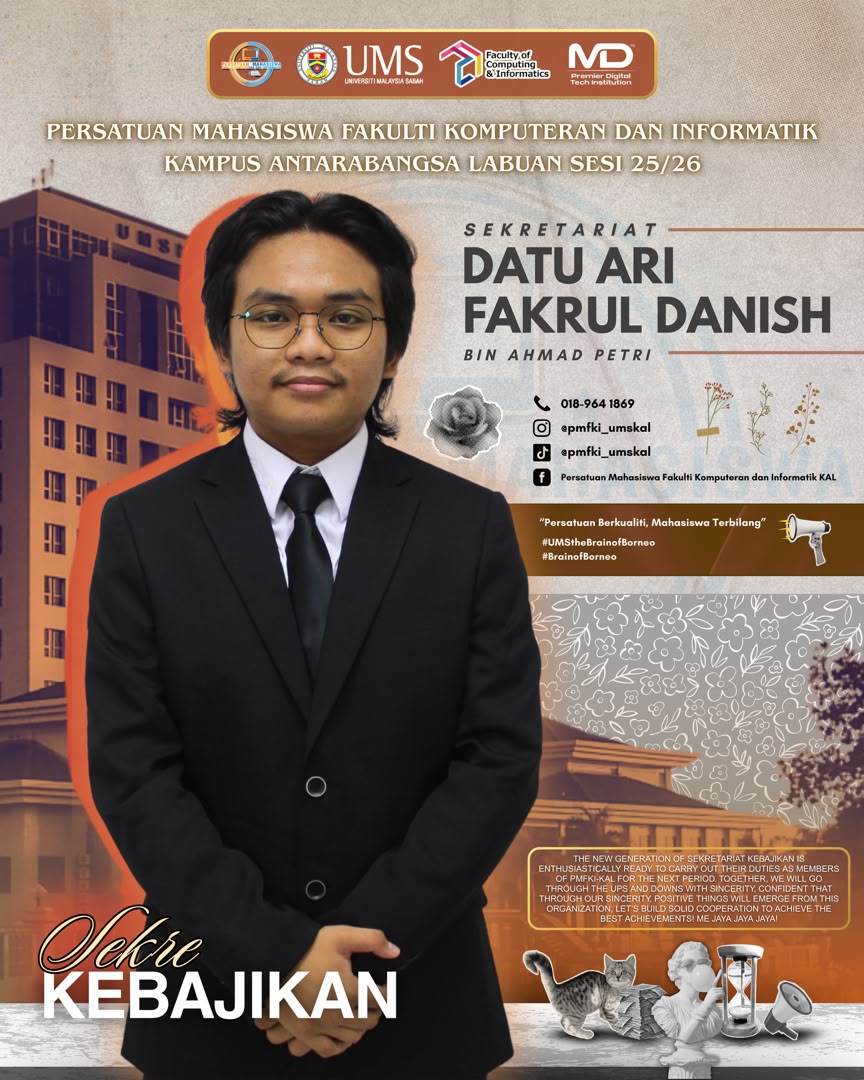 PERSATUAN MAHASISWA
UMS
UNIVERSITI MALAYSIA SABAH
Faculty of
Computing
& Informatics
MD
Premier Digital
Tech Institution
PERSATUAN MAHASISWA FAKULTI KOMPUTERAN DAN INFORMATIK
KAMPUS ANTARABANGSA LABUAN SESI 25/26
UMS
SEKRETARIAT
DATU ARI
FAKRUL DANISH
BIN AHMAD PETRI
018-964 1869
@pmfki_umskal
@pmfki_umskal
Persatuan Mahasiswa Fakulti Komputeran dan Informatik KAL
“Persatuan Berkualiti, Mahasiswa Terbilang”
#UMStheBrainofBorneo
#BrainofBorneo
THE NEW GENERATION OF SEKRETARIAT KEBAJIKAN IS
ENTHUSIASTICALLY READY TO CARRY OUT THEIR DUTIES AS MEMBERS
OF PMFKI-KAL FOR THE NEXT PERIOD. TOGETHER, WE WILL GO
THROUGH THE UPS AND DOWNS WITH SINCERITY, CONFIDENT THAT
THROUGH OUR SINCERITY, POSITIVE THINGS WILL EMERGE FROM THIS
ORGANIZATION, LET'S BUILD SOLID COOPERATION TO ACHIEVE THE
BEST ACHIEVEMENTS! ME JAYA JAYA JAYA!
Sekre
KEBAJIKAN